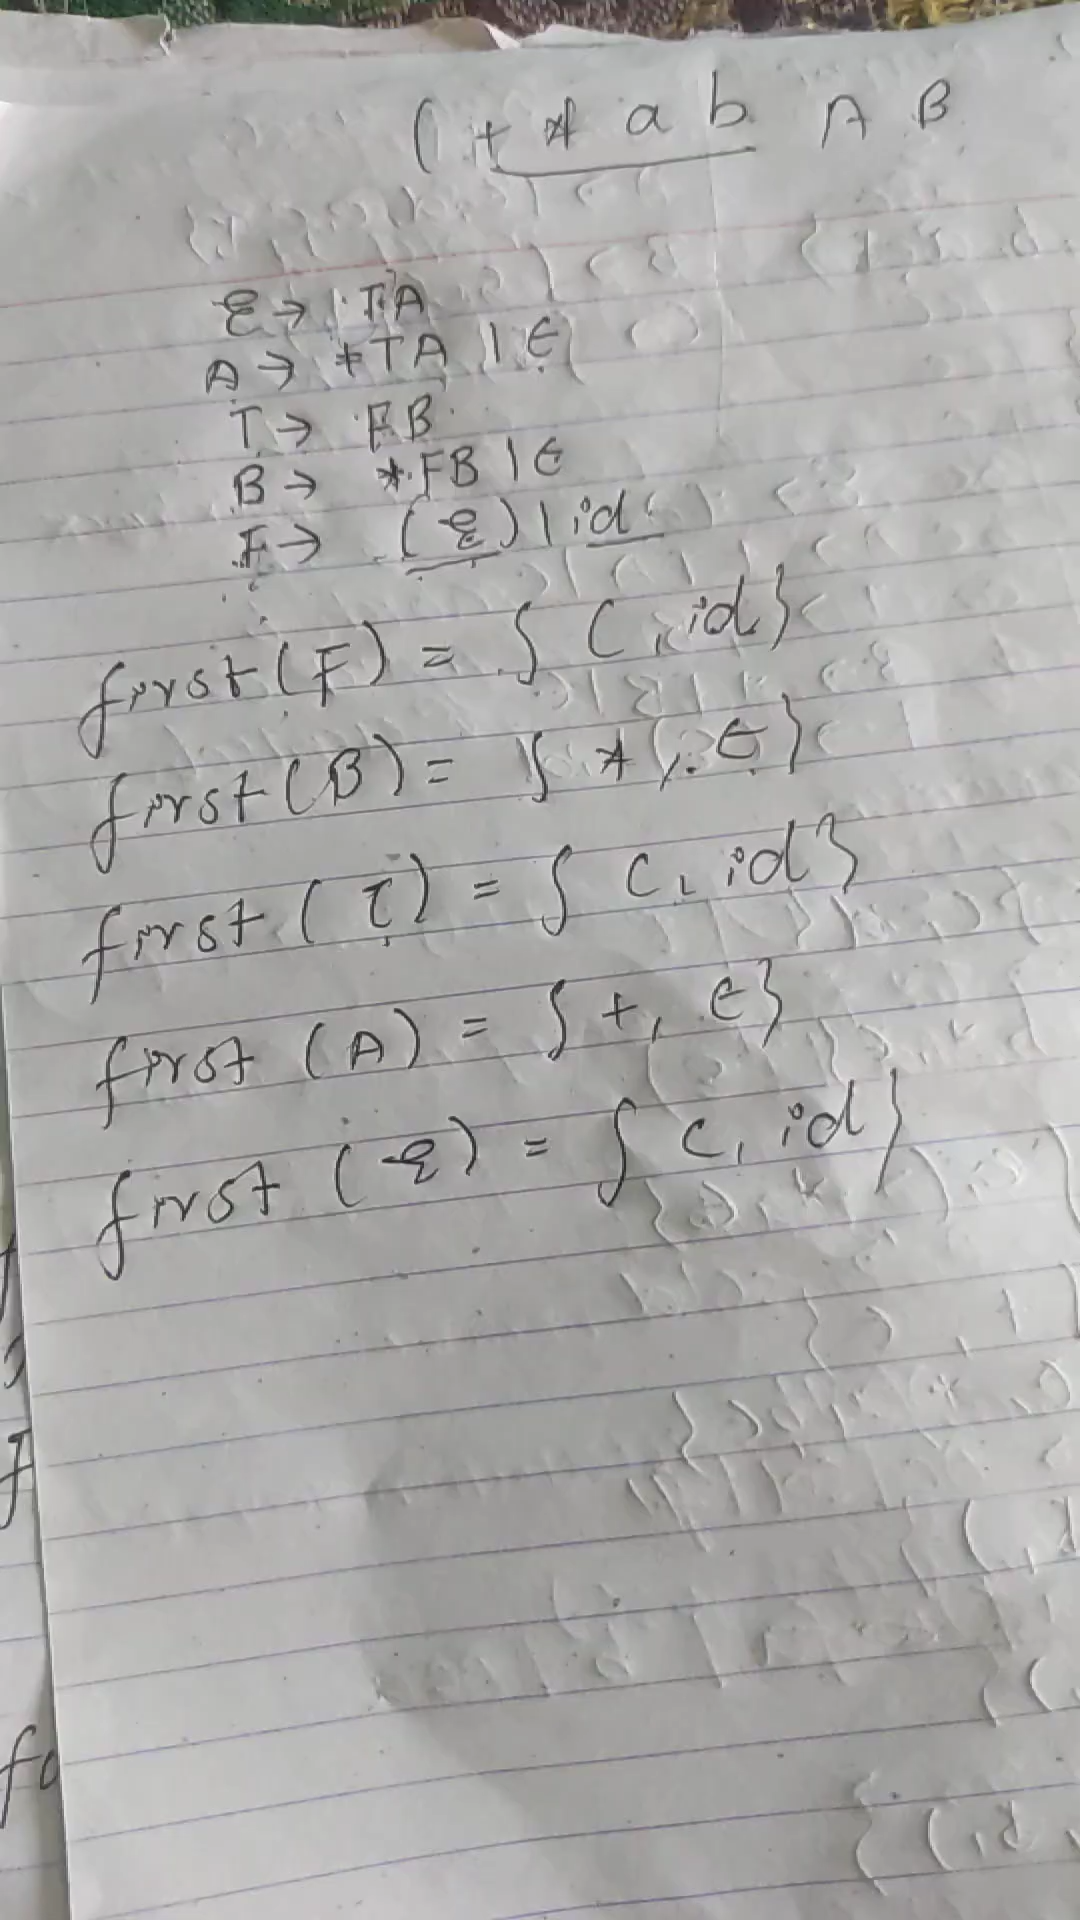 ( + * a b A B
E → TA
A → +TA | ε
T → FB
B → *FB | ε
F → (E) | id
first(F) = { (, id}
first(B) = { *, ε}
first(T) = { (, id}
first(A) = { +, ε}
first(E) = { (, id}